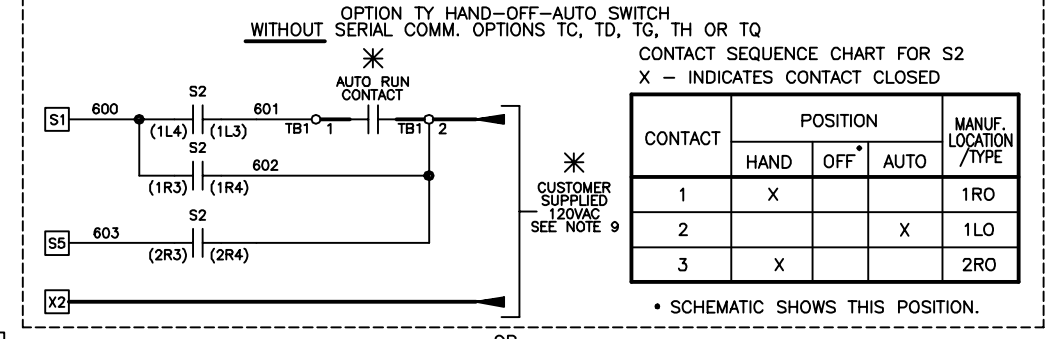 OPTION TY HAND-OFF-AUTO SWITCH
WITHOUT SERIAL COMM. OPTIONS TC, TD, TG, TH OR TQ
AUTO RUN
CONTACT
S1
600
S2
(1L4) (1L3)
601
TB1 1
TB1 2
S2
(1R3) (1R4)
602
S5
603
S2
(2R3) (2R4)
X2
CUSTOMER
SUPPLIED
120VAC
SEE NOTE 9
CONTACT SEQUENCE CHART FOR S2
X - INDICATES CONTACT CLOSED
CONTACT POSITION MANUF. LOCATION /TYPE
HAND OFF• AUTO
1 X 1RO
2 X 1LO
3 X 2RO
• SCHEMATIC SHOWS THIS POSITION.